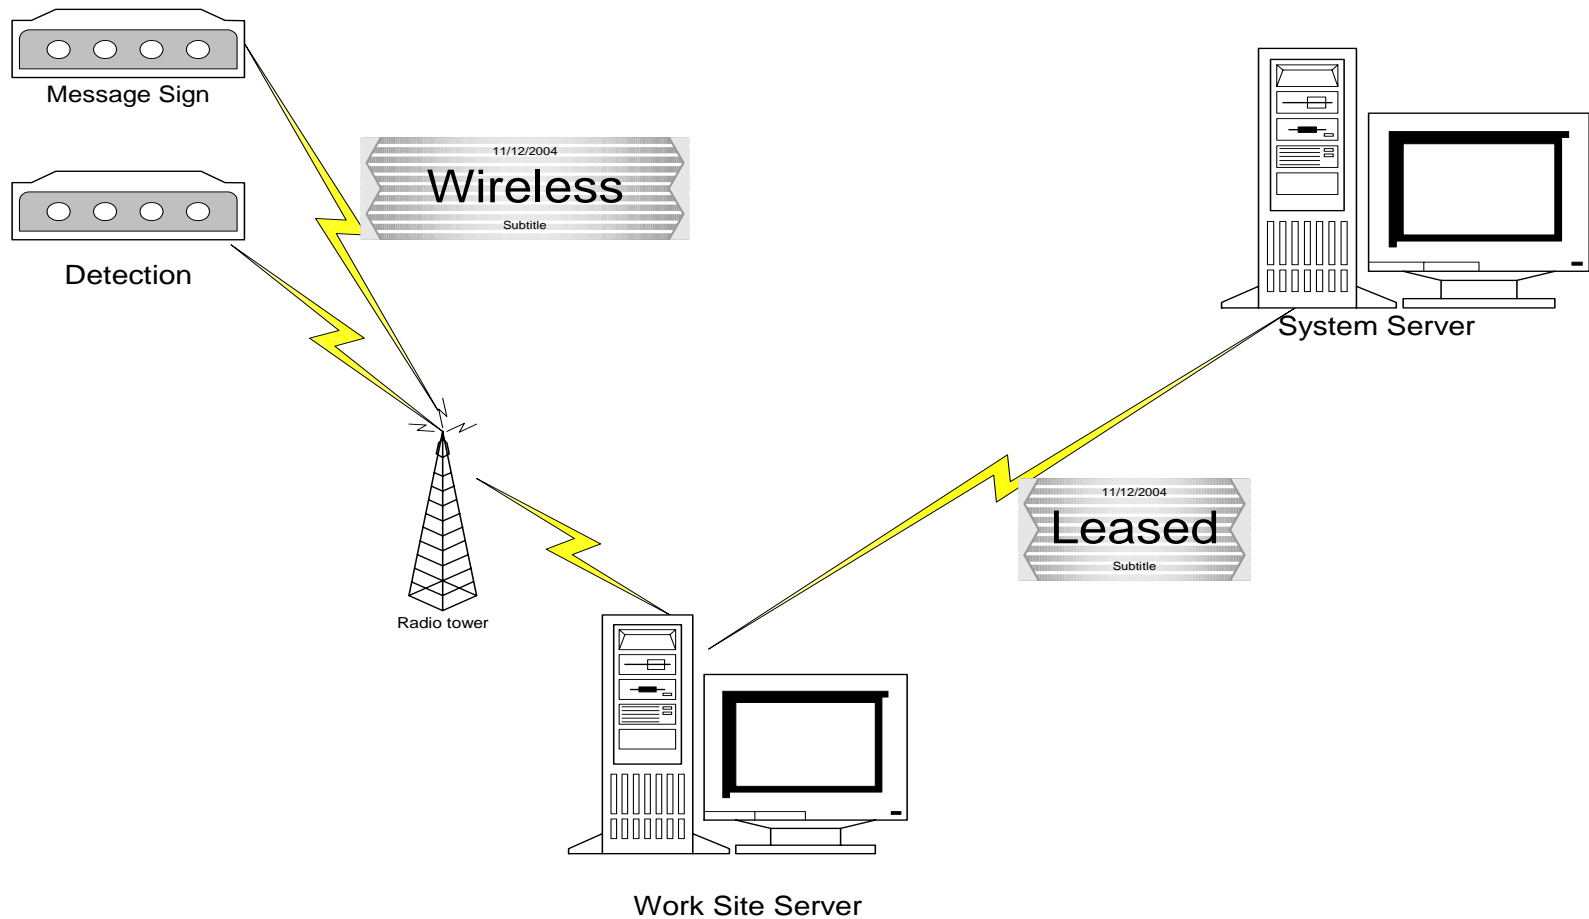 Message Sign
11/12/2004
Wireless
Subtitle
Detection
System Server
11/12/2004
Leased
Subtitle
Radio tower
Work Site Server